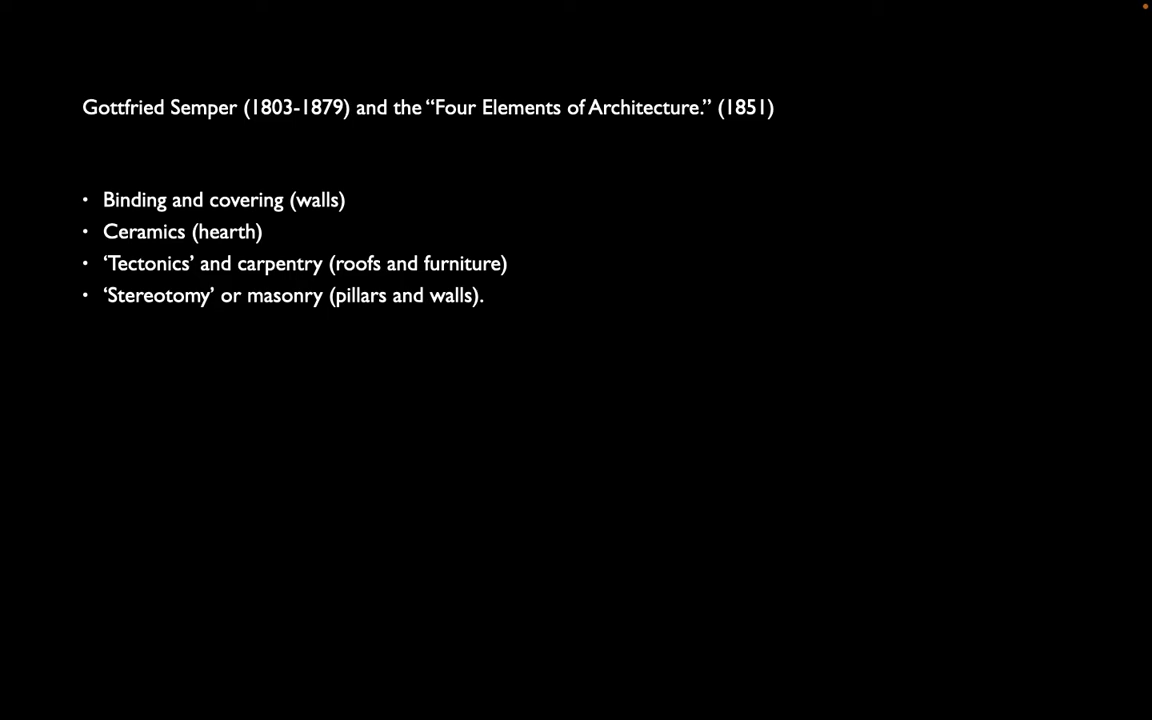 Gottfried Semper (1803-1879) and the “Four Elements of Architecture.” (1851)
• Binding and covering (walls)
• Ceramics (hearth)
• ‘Tectonics’ and carpentry (roofs and furniture)
• ‘Stereotomy’ or masonry (pillars and walls).